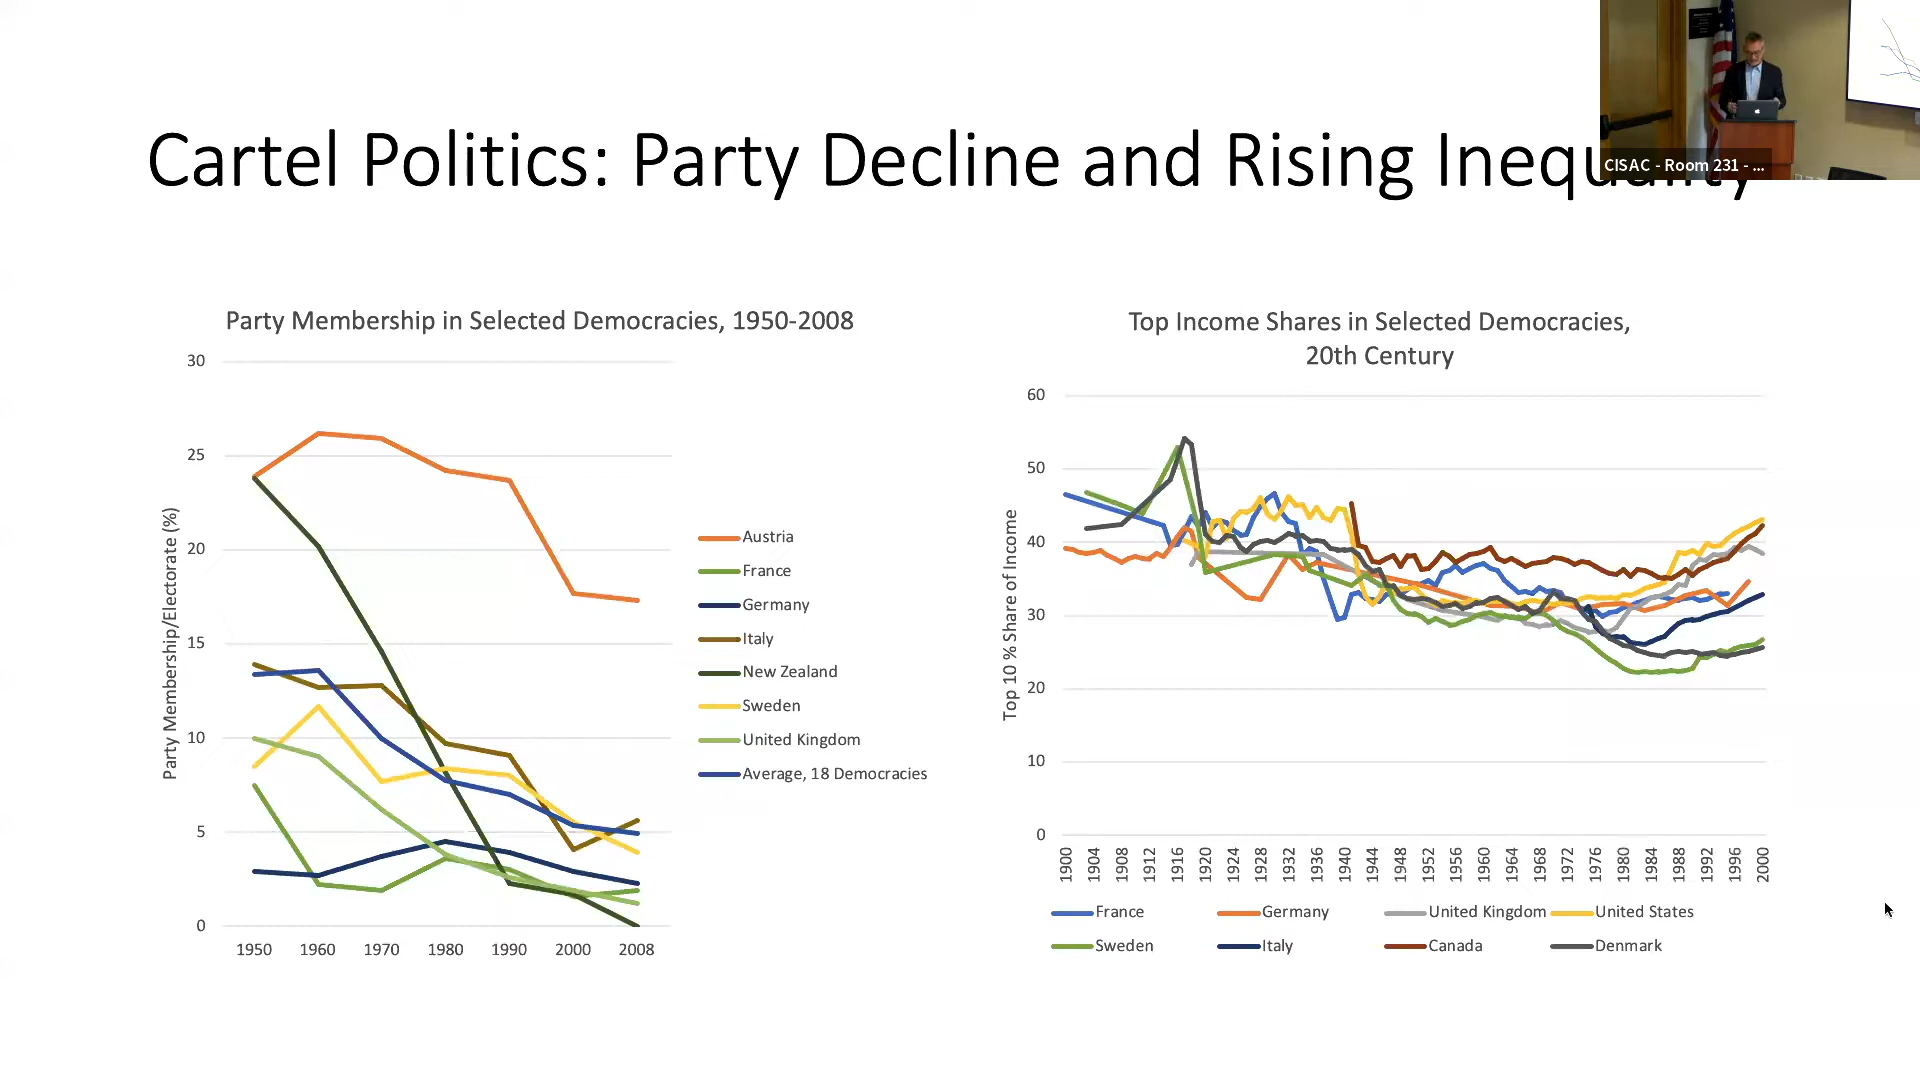 Cartel Politics: Party Decline and Rising Inequality
CISAC - Room 231 - ...
Party Membership in Selected Democracies, 1950-2008
Party Membership/Electorate (%)
30
25
20
15
10
5
0
1950 1960 1970 1980 1990 2000 2008
Austria
France
Germany
Italy
New Zealand
Sweden
United Kingdom
Average, 18 Democracies
Top Income Shares in Selected Democracies,
20th Century
Top 10 % Share of Income
60
50
40
30
20
10
0
1900 1904 1908 1912 1916 1920 1924 1928 1932 1936 1940 1944 1948 1952 1956 1960 1964 1968 1972 1976 1980 1984 1988 1992 1996 2000
France Germany United Kingdom United States
Sweden Italy Canada Denmark